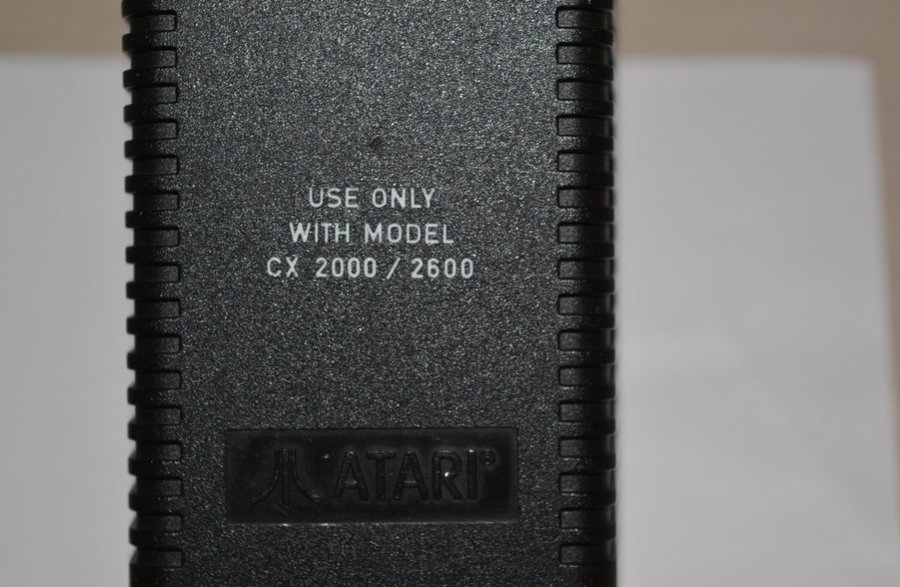 USE ONLY
WITH MODEL
CX 2000 / 2600
ATARI®